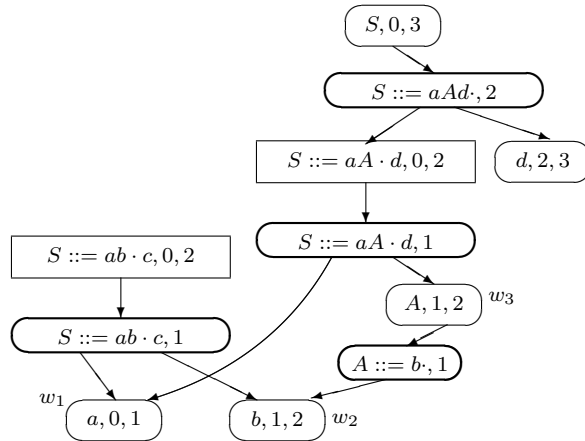 S, 0, 3
S ::= aAd·, 2
S ::= aA · d, 0, 2
d, 2, 3
S ::= aA · d, 1
S ::= ab · c, 0, 2
A, 1, 2
w₃
S ::= ab · c, 1
A ::= b·, 1
w₁
a, 0, 1
b, 1, 2
w₂